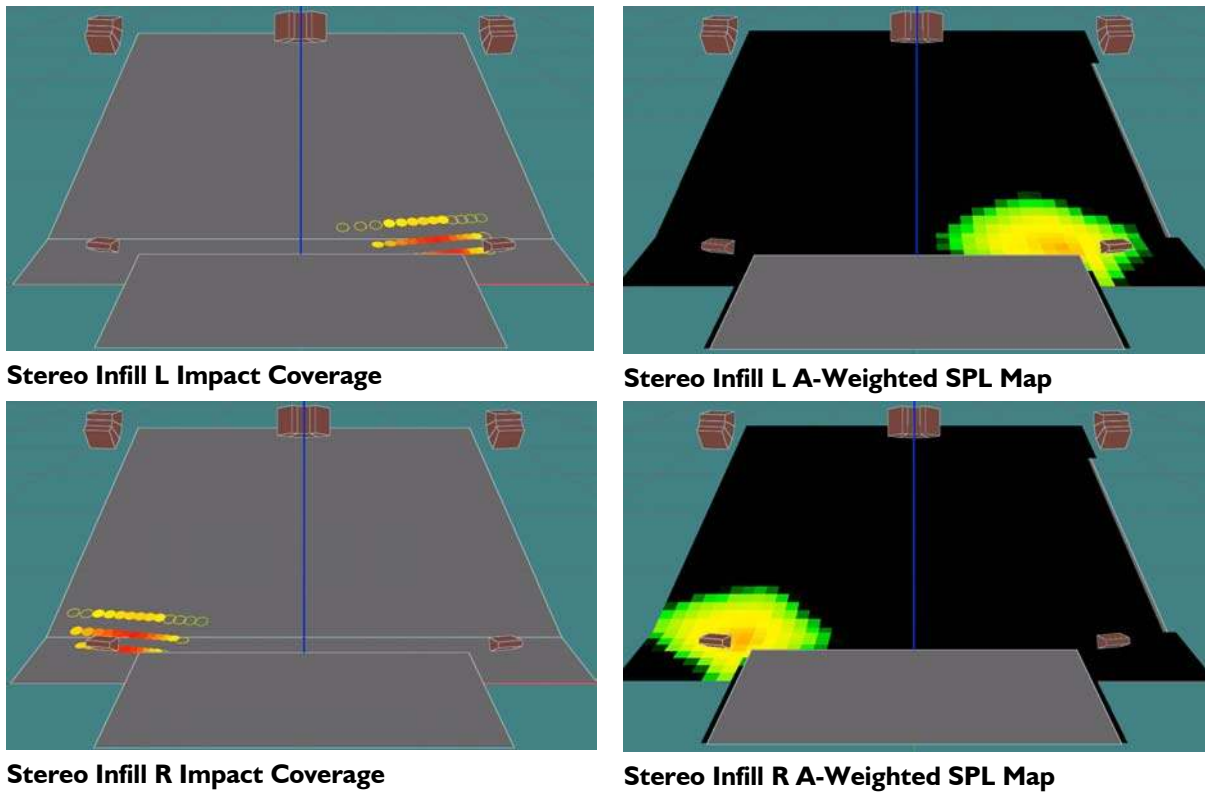 Stereo Infill L Impact Coverage
Stereo Infill L A-Weighted SPL Map
Stereo Infill R Impact Coverage
Stereo Infill R A-Weighted SPL Map